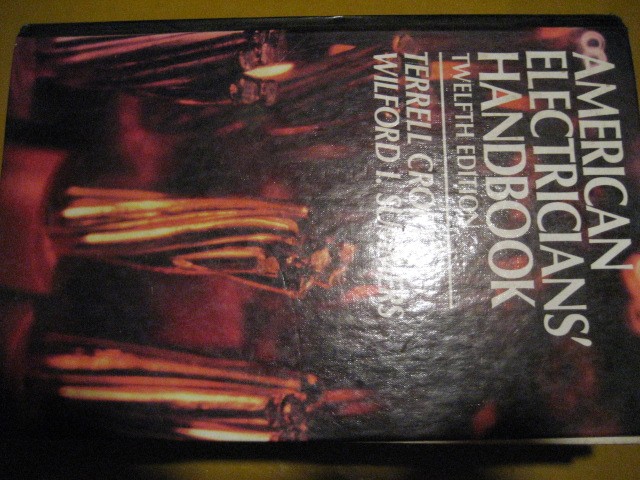 AMERICAN
ELECTRICIANS'
HANDBOOK
TWELFTH EDITION
TERRELL
WILFORD I.